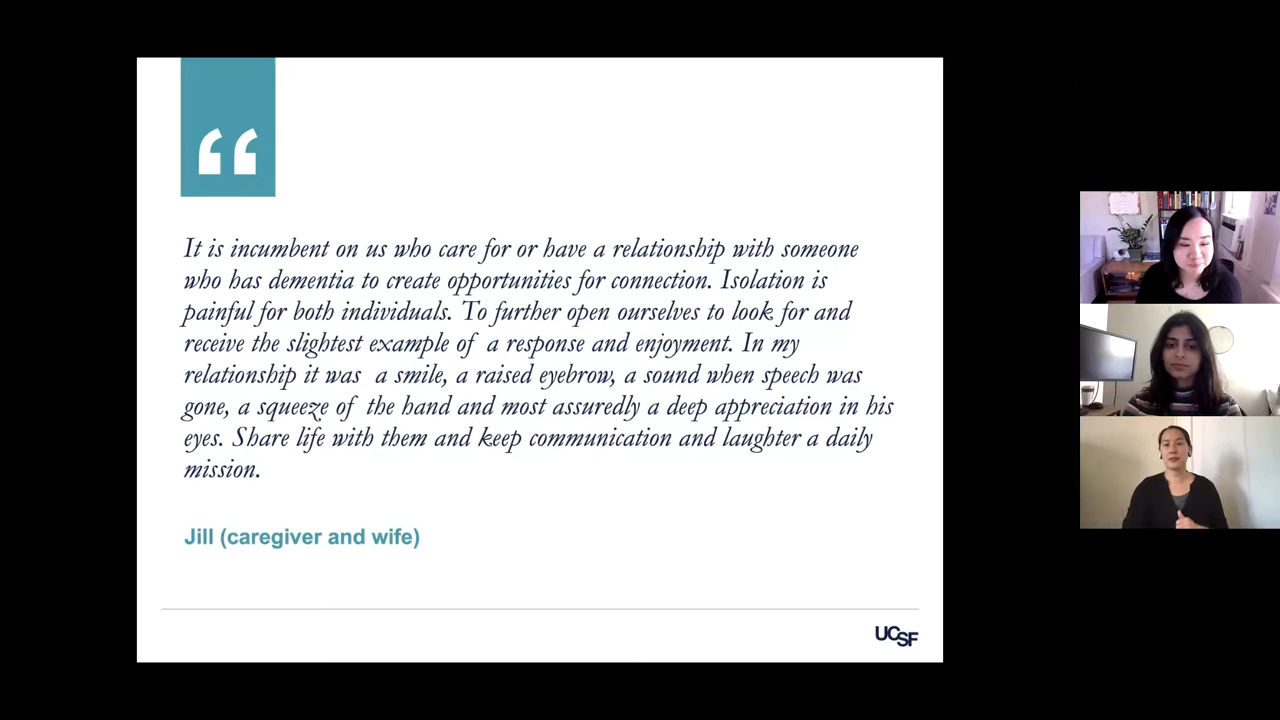 “
It is incumbent on us who care for or have a relationship with someone
who has dementia to create opportunities for connection. Isolation is
painful for both individuals. To further open ourselves to look for and
receive the slightest example of a response and enjoyment. In my
relationship it was a smile, a raised eyebrow, a sound when speech was
gone, a squeeze of the hand and most assuredly a deep appreciation in his
eyes. Share life with them and keep communication and laughter a daily
mission.
Jill (caregiver and wife)
UCSF